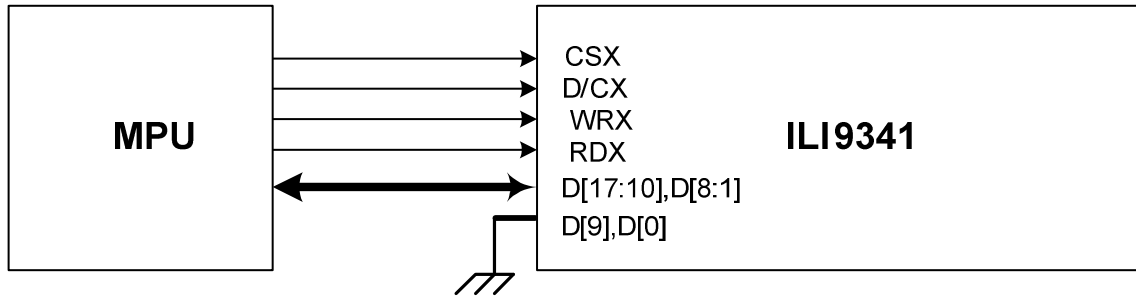 MPU
CSX
D/CX
WRX
RDX
D[17:10],D[8:1]
D[9],D[0]
ILI9341